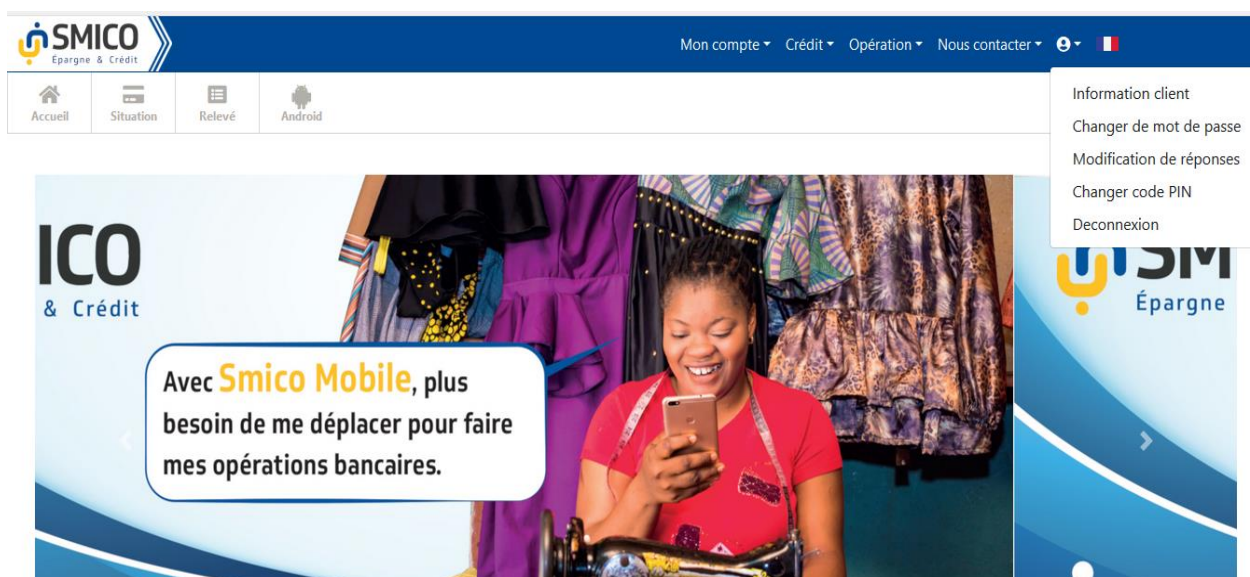 SMICO
Épargne & Crédit
Mon compte Crédit Opération Nous contacter
Accueil Situation Relevé Android
Information client
Changer de mot de passe
Modification de réponses
Changer code PIN
Deconnexion
ICO
& Crédit
Avec Smico Mobile, plus
besoin de me déplacer pour faire
mes opérations bancaires.
SM
Épargne